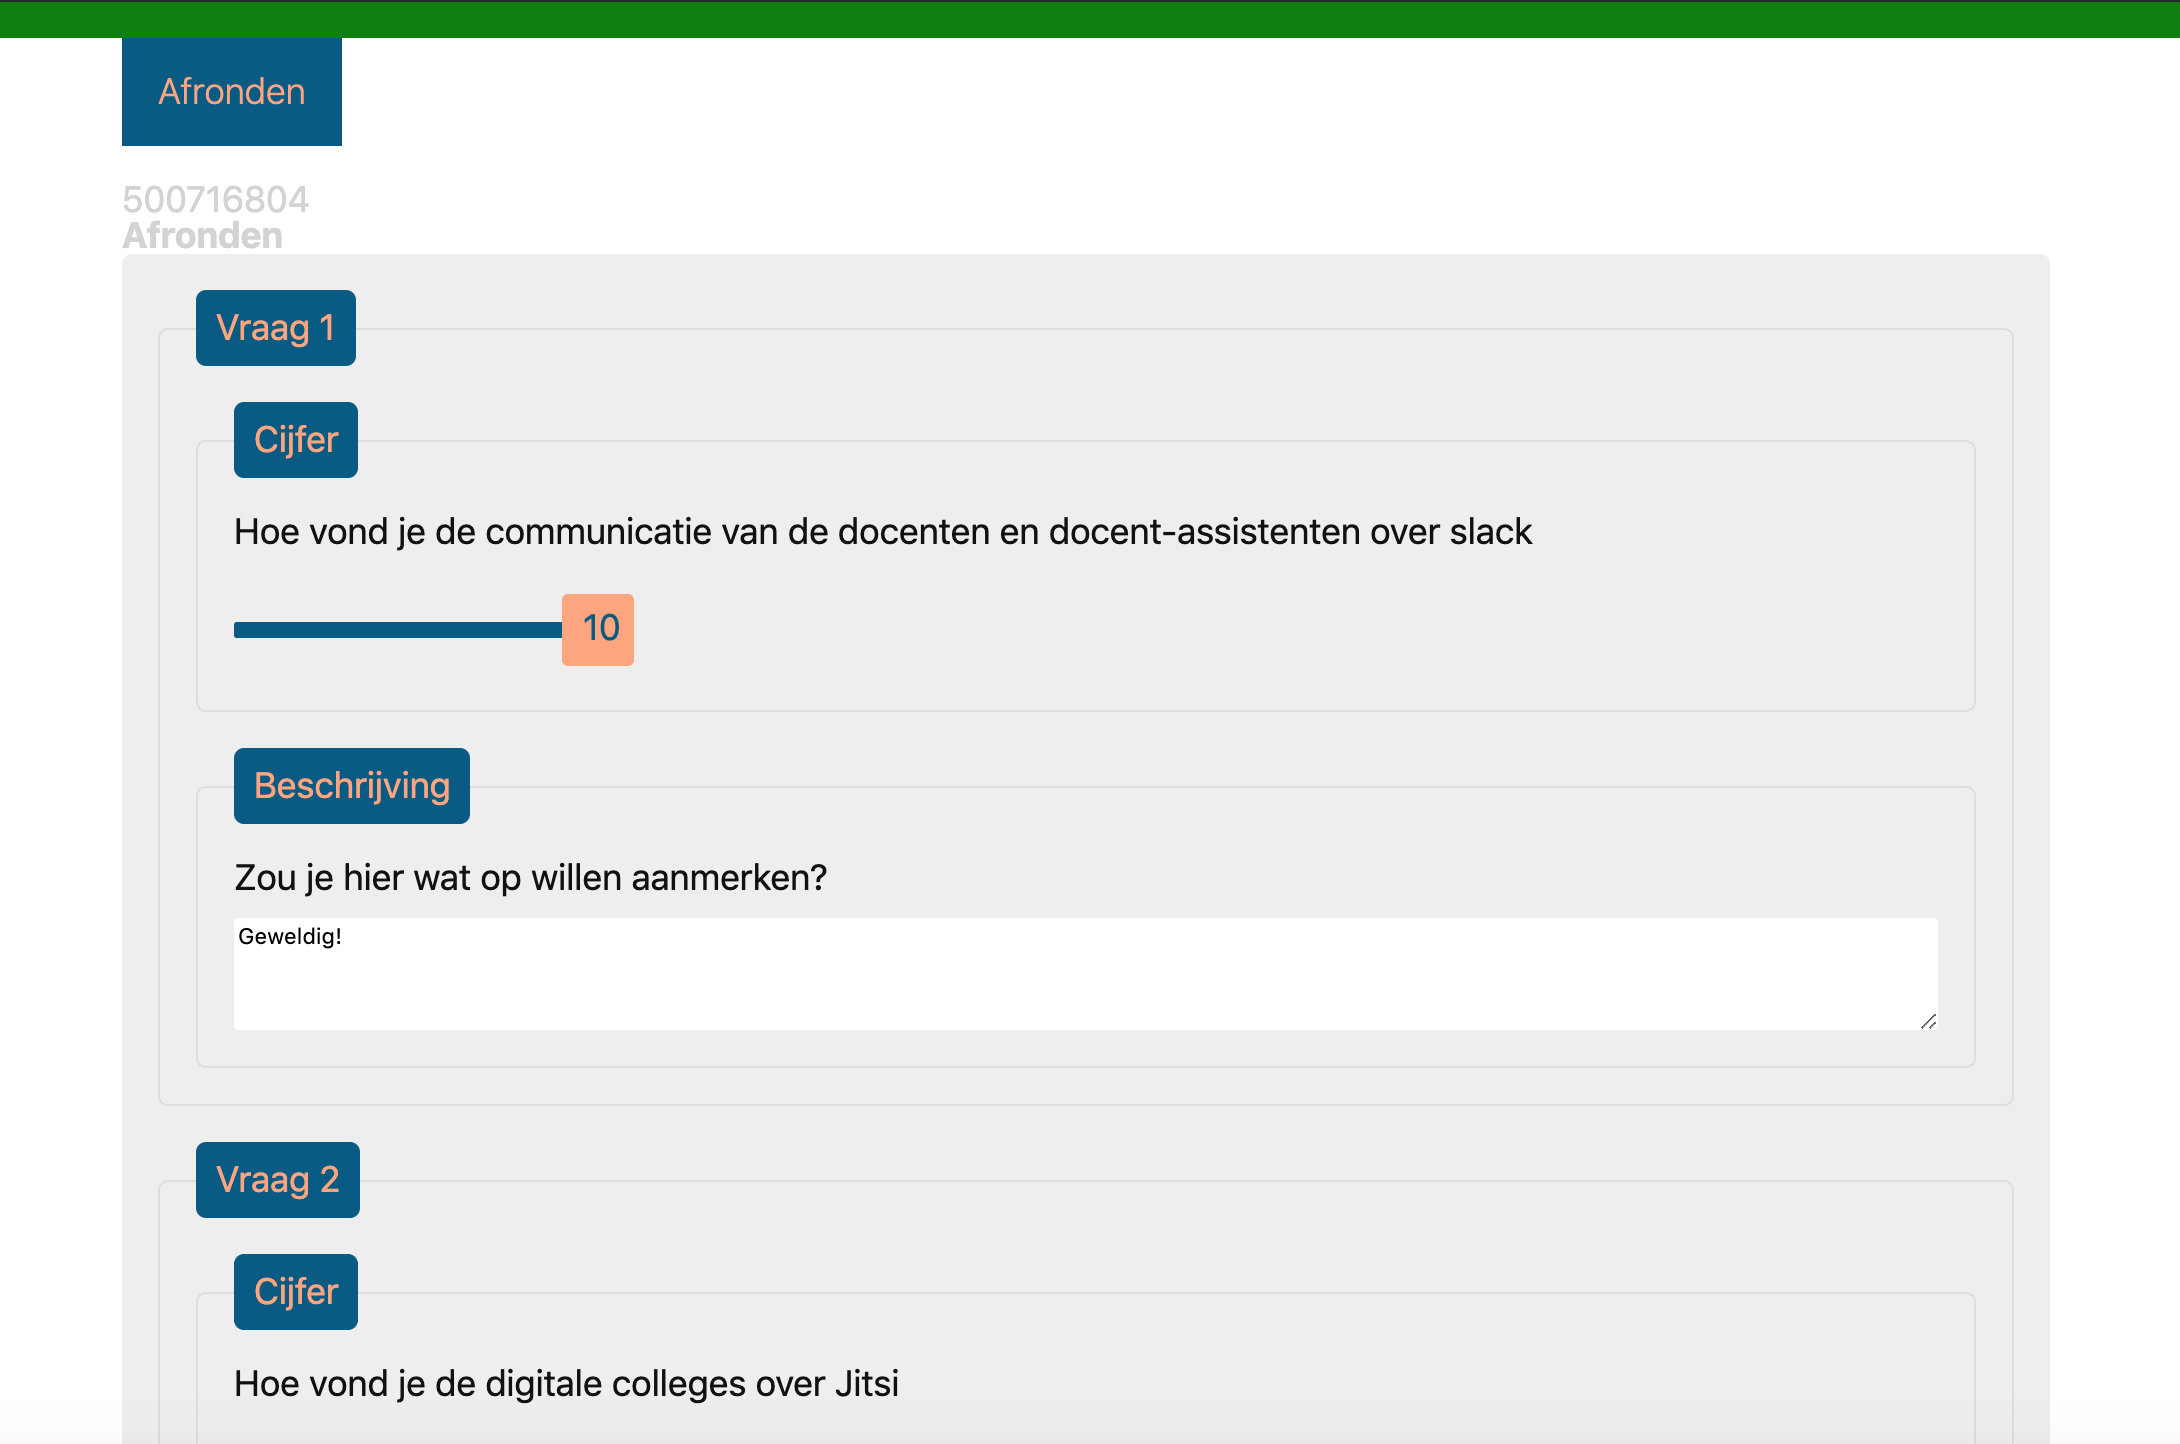 Afronden
500716804
Afronden
Vraag 1
Cijfer
Hoe vond je de communicatie van de docenten en docent-assistenten over slack
10
Beschrijving
Zou je hier wat op willen aanmerken?
Geweldig!
Vraag 2
Cijfer
Hoe vond je de digitale colleges over Jitsi